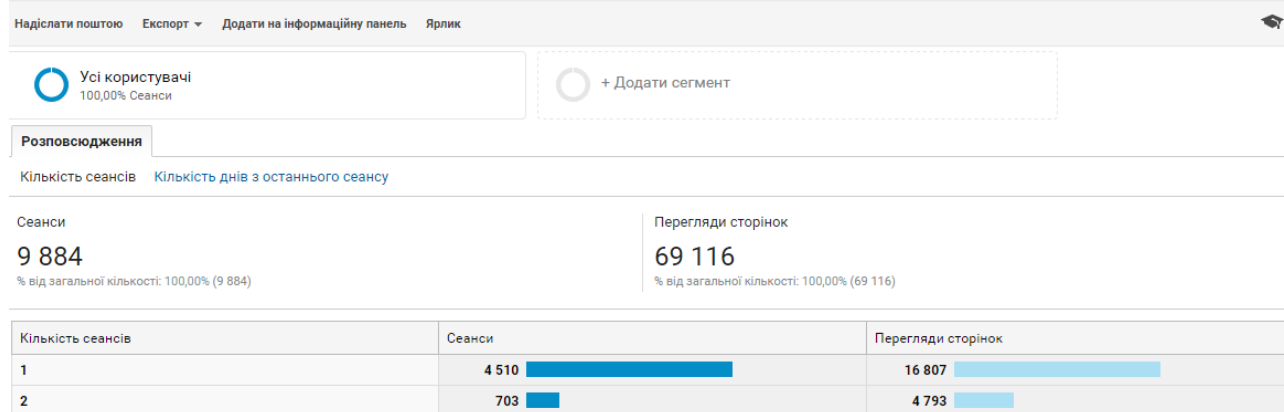 Надіслати поштою Експорт Додати на інформаційну панель Ярлик
Усі користувачі
100,00% Сеанси
+ Додати сегмент
Розповсюдження
Кількість сеансів Кількість днів з останнього сеансу
Сеанси Перегляди сторінок
9 884 69 116
% від загальної кількості: 100,00% (9 884) % від загальної кількості: 100,00% (69 116)
Кількість сеансів Сеанси Перегляди сторінок
1 4 510 16 807
2 703 4 793